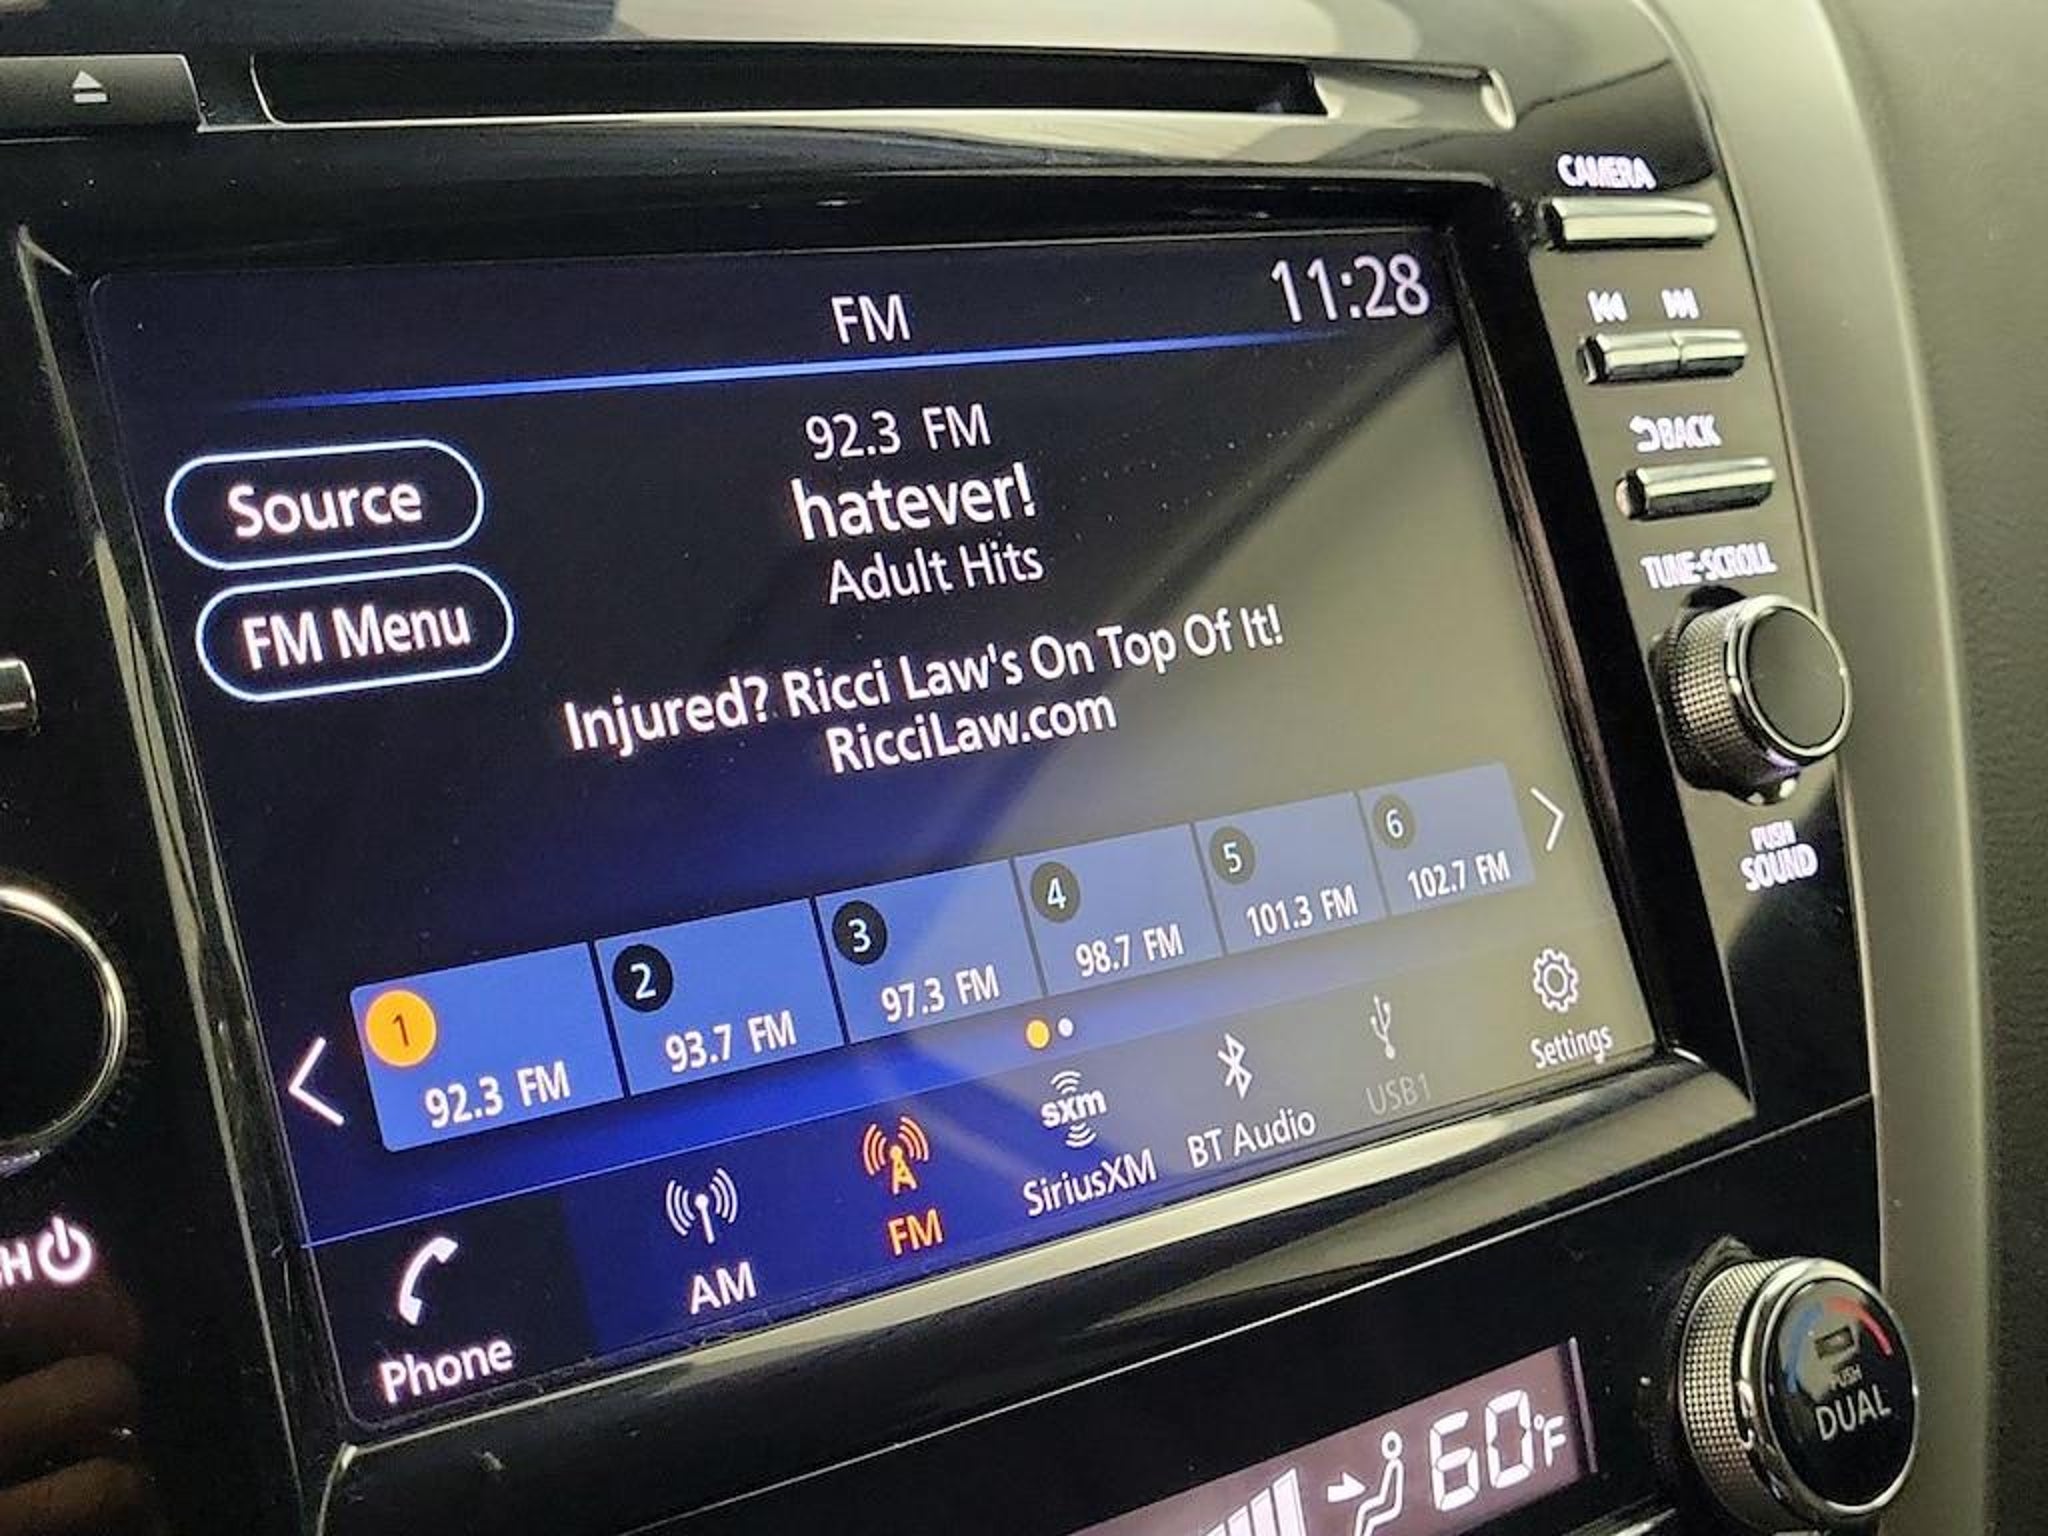 CAMERA
FM
11:28
92.3 FM
hatever!
Adult Hits
Source
FM Menu
Injured? Ricci Law's On Top Of It!
RicciLaw.com
BACK
TUNE·SCROLL
PUSH
SOUND
1
92.3 FM
2
93.7 FM
3
97.3 FM
4
98.7 FM
5
101.3 FM
6
102.7 FM
Phone
AM
FM
sxm
SiriusXM
BT Audio
USB1
Settings
SH
60°F
PUSH
DUAL